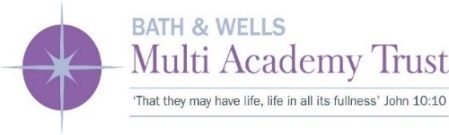 BATH & WELLS
Multi Academy Trust
'That they may have life, life in all its fullness' John 10:10